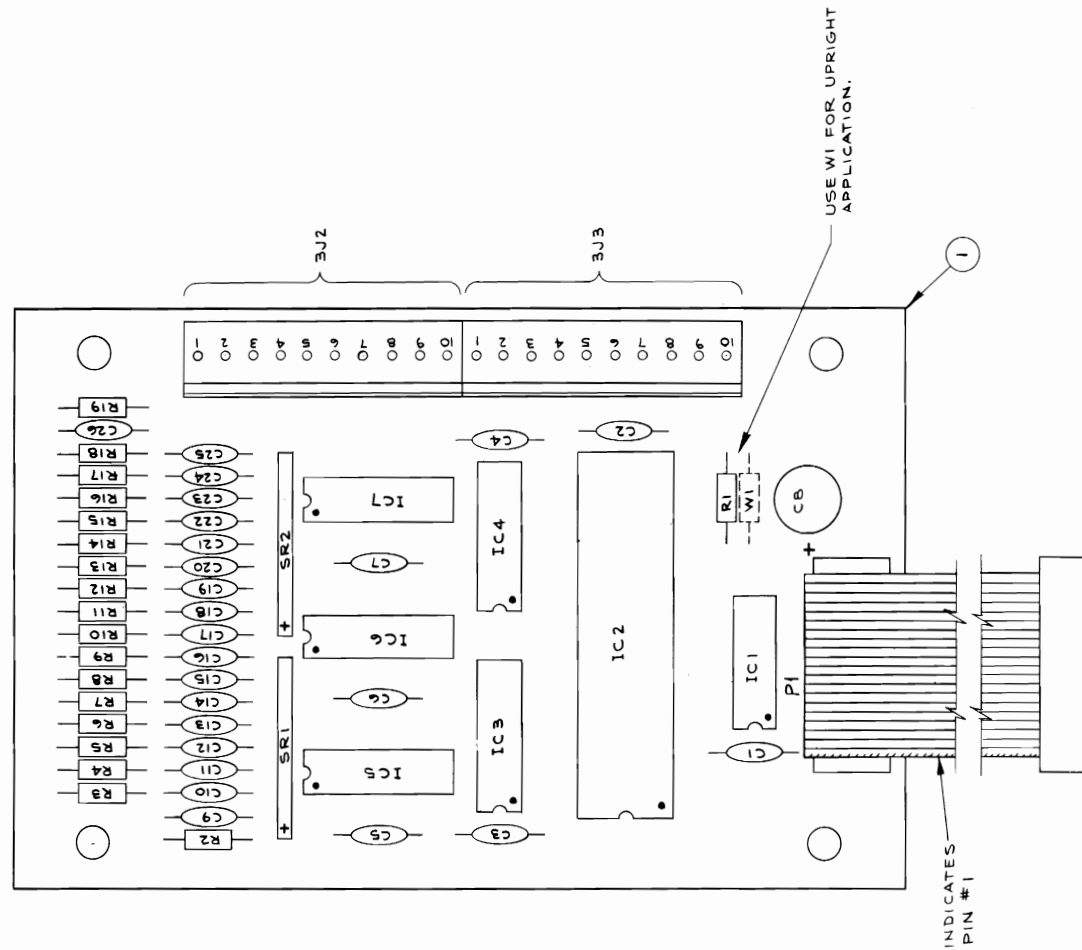 USE W1 FOR UPRIGHT
APPLICATION.
3J2
3J3
1
1
2
3
4
5
6
7
8
9
10
1
2
3
4
5
6
7
8
9
10
R19
C26
R18
R17
R16
R15
R14
R13
R12
R11
R10
R9
R8
R7
R6
R5
R4
R3
C25
C24
C23
C22
C21
C20
C19
C18
C17
C16
C15
C14
C13
C12
C11
C10
C9
R2
SR2
+
SR1
+
IC7
C7
IC6
C6
IC5
C5
C4
IC4
IC3
C3
C2
IC2
R1
W1
C8
+
IC1
P1
C1
INDICATES
PIN #1